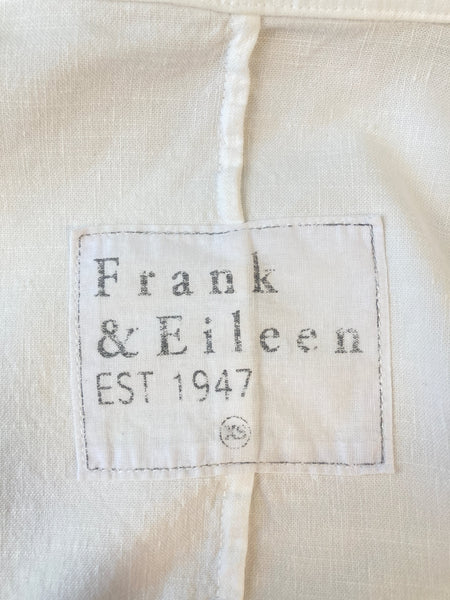 Frank
& Eileen
EST 1947
XS